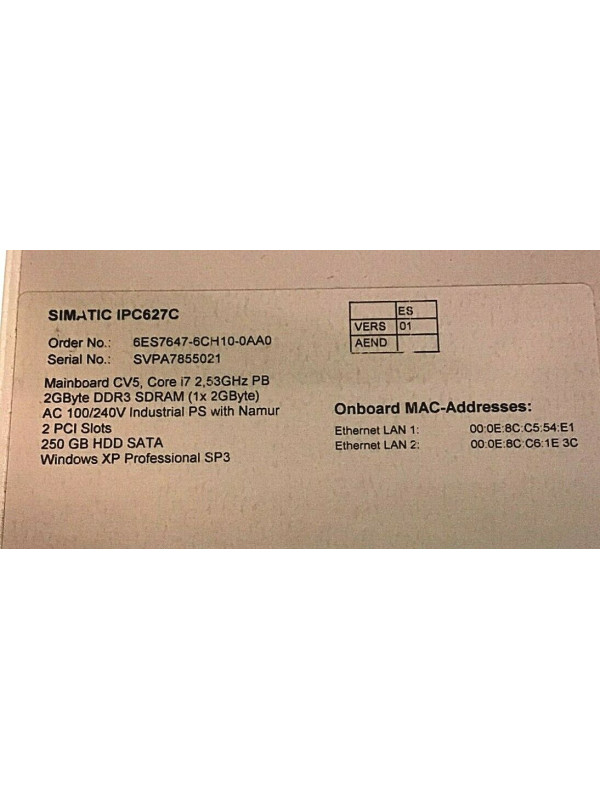 SIMATIC IPC627C
Order No.: 6ES7647-6CH10-0AA0
Serial No.: SVPA7855021
ES
VERS 01
AEND
Mainboard CV5, Core i7 2,53GHz PB
2GByte DDR3 SDRAM (1x 2GByte)
AC 100/240V Industrial PS with Namur
2 PCI Slots
250 GB HDD SATA
Windows XP Professional SP3
Onboard MAC-Addresses:
Ethernet LAN 1: 00:0E:8C:C5:54:E1
Ethernet LAN 2: 00:0E:8C:C6:1E 3C